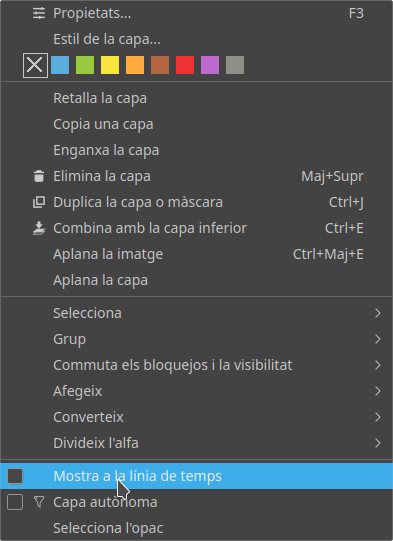 Propietats... F3
Estil de la capa...
Retalla la capa
Copia una capa
Enganxa la capa
Elimina la capa Maj+Supr
Duplica la capa o màscara Ctrl+J
Combina amb la capa inferior Ctrl+E
Aplana la imatge Ctrl+Maj+E
Aplana la capa
Selecciona
Grup
Commuta els bloquejos i la visibilitat
Afegeix
Converteix
Divideix l'alfa
Mostra a la línia de temps
Capa autònoma
Selecciona l'opac